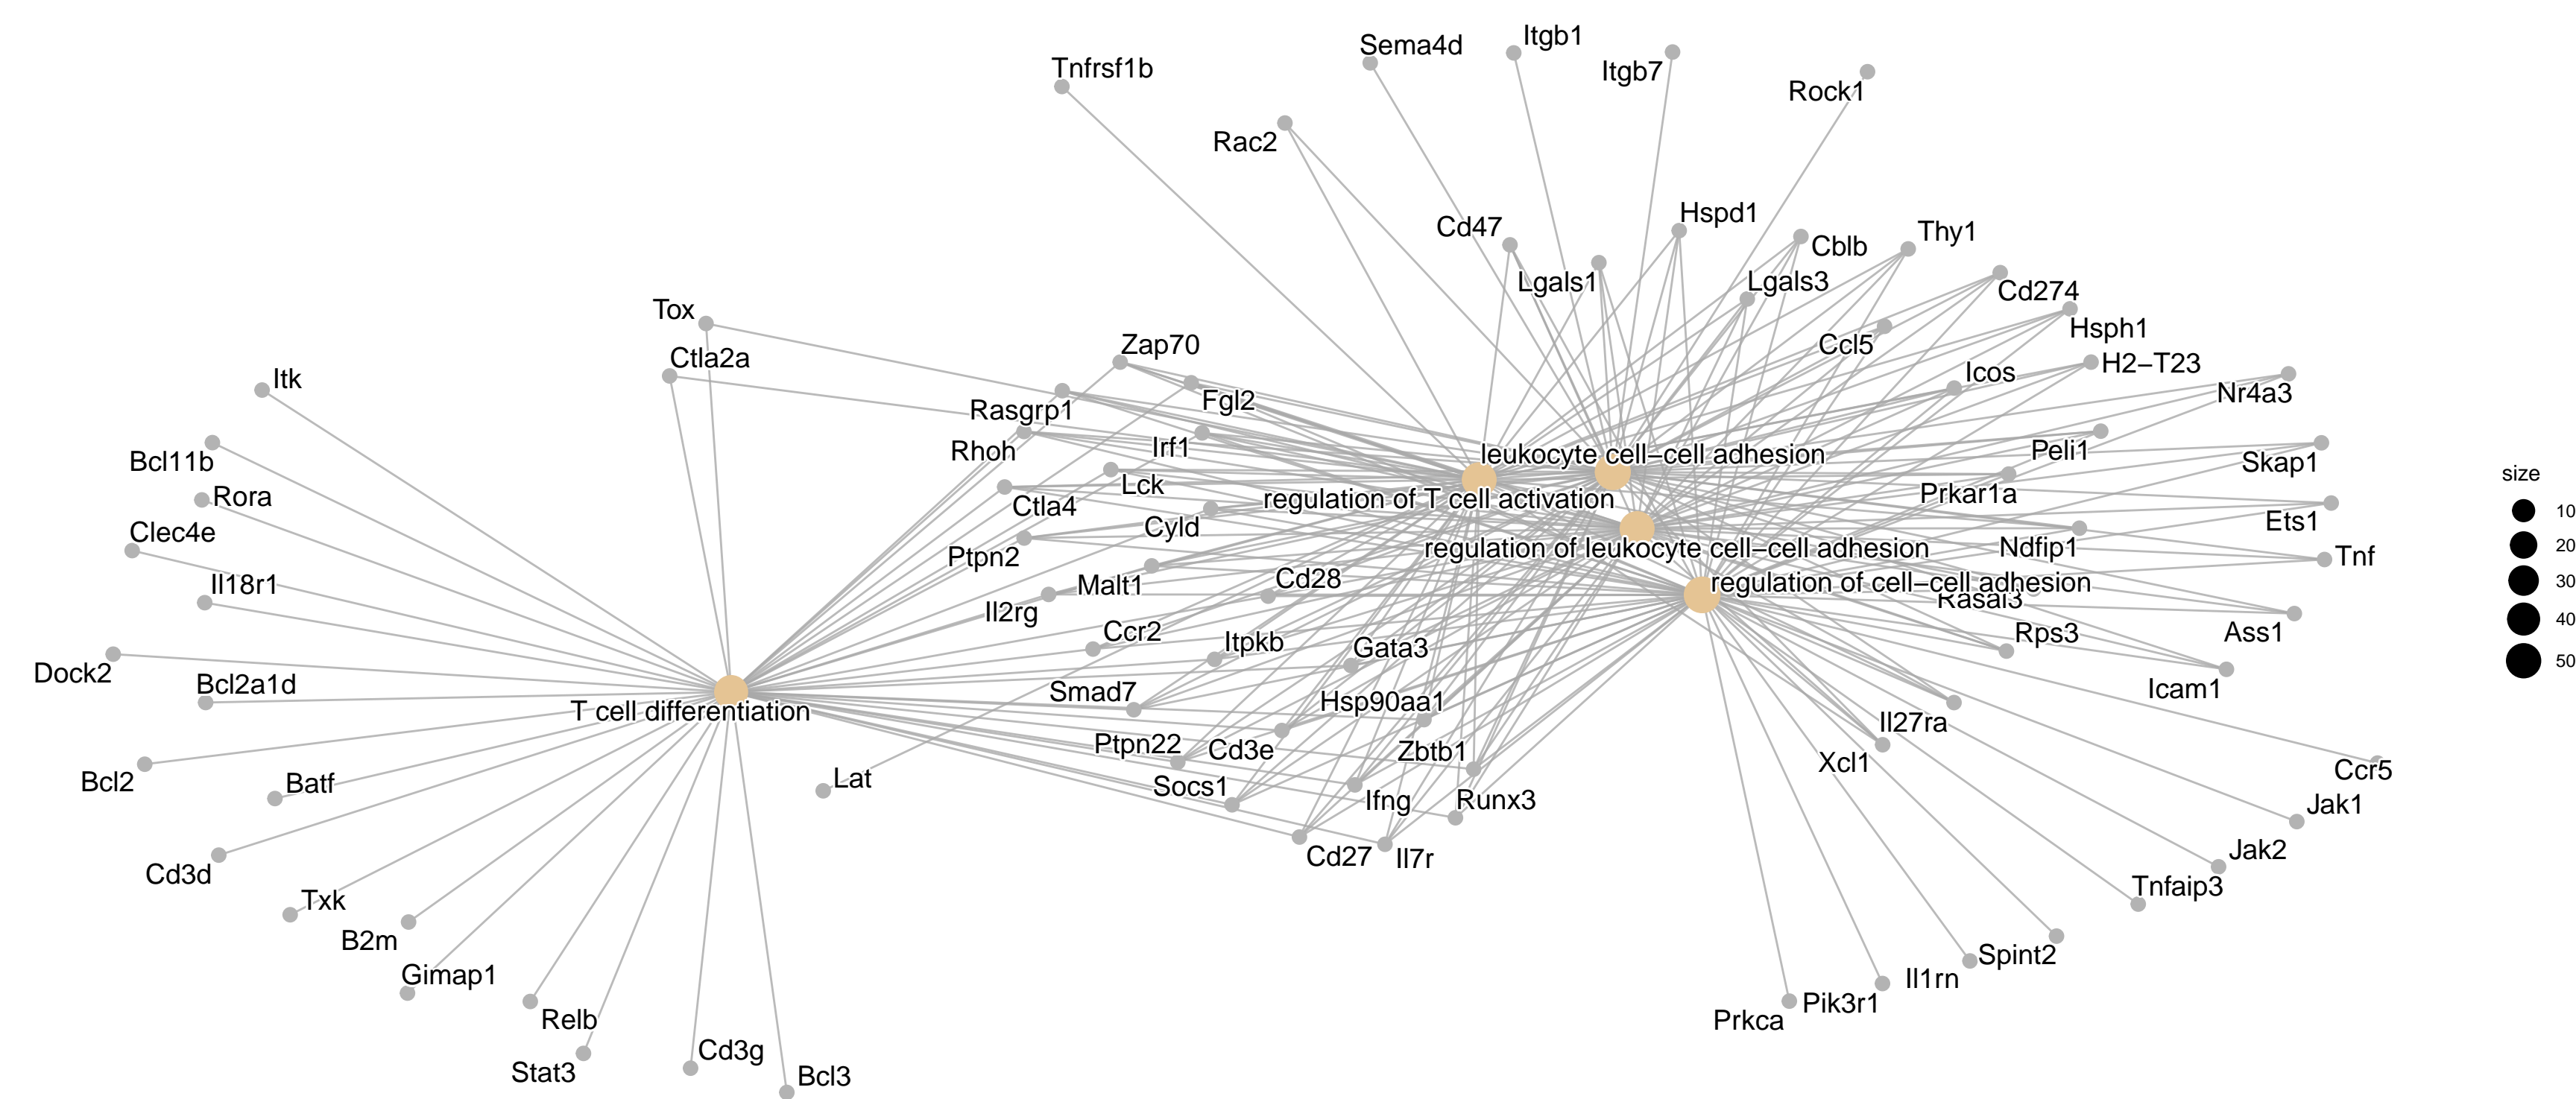 Sema4d
Itgb1
Itgb7
Tnfrsf1b
Rock1
Rac2
Hspd1
Cd47
Thy1
Cblb
Lgals1
Lgals3
Cd274
Tox
Hsph1
Zap70
Ccl5
Ctla2a
H2−T23
Icos
Itk
Nr4a3
Fgl2
Rasgrp1
Irf1
Rhoh
Peli1
leukocyte cell−cell adhesion
Bcl11b
Skap1
size
Lck
Prkar1a
Rora
regulation of T cell activation
Ctla4
10
Ets1
Cyld
Clec4e
20
regulation of leukocyte cell−cell adhesion
Ndfip1
Ptpn2
Tnf
Cd28
30
Il18r1
Malt1
regulation of cell−cell adhesion
Rasal3
Il2rg
40
Ccr2
Rps3
Ass1
Itpkb
Gata3
50
Dock2
Bcl2a1d
Smad7
Icam1
Hsp90aa1
T cell differentiation
Il27ra
Ptpn22
Cd3e
Zbtb1
Xcl1
Ccr5
Bcl2
Batf
Lat
Socs1
Ifng
Runx3
Jak1
Jak2
Cd27
Il7r
Cd3d
Tnfaip3
Txk
B2m
Spint2
Gimap1
Il1rn
Pik3r1
Relb
Prkca
Cd3g
Stat3
Bcl3